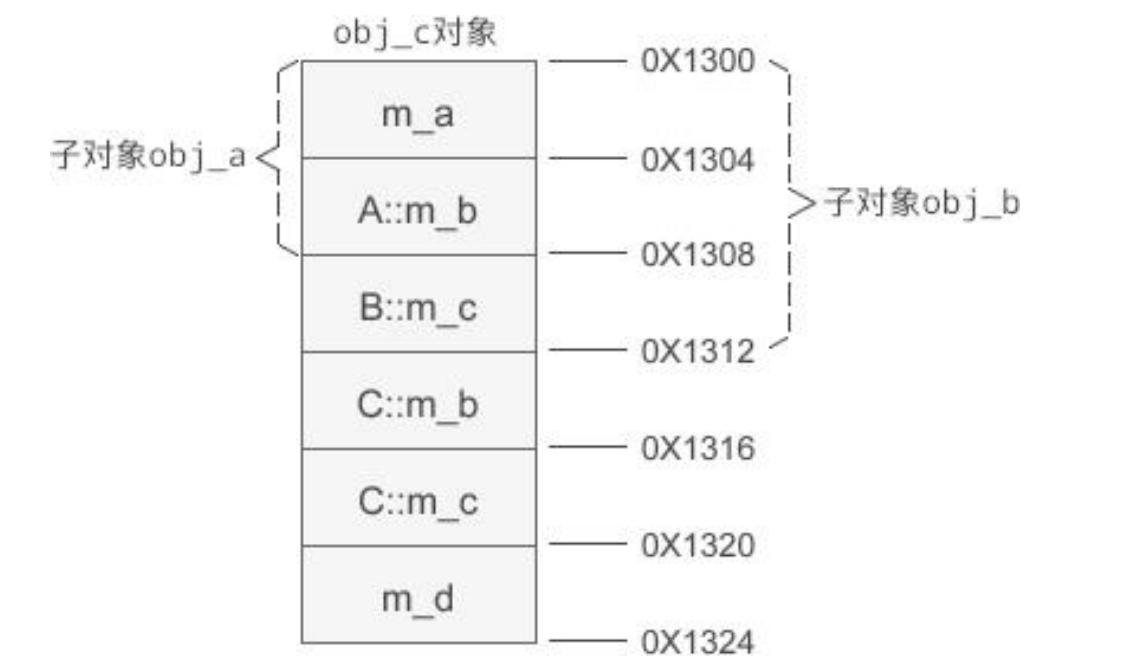 obj_c对象
0X1300
m_a
子对象obj_a
0X1304
A::m_b
子对象obj_b
0X1308
B::m_c
0X1312
C::m_b
0X1316
C::m_c
0X1320
m_d
0X1324